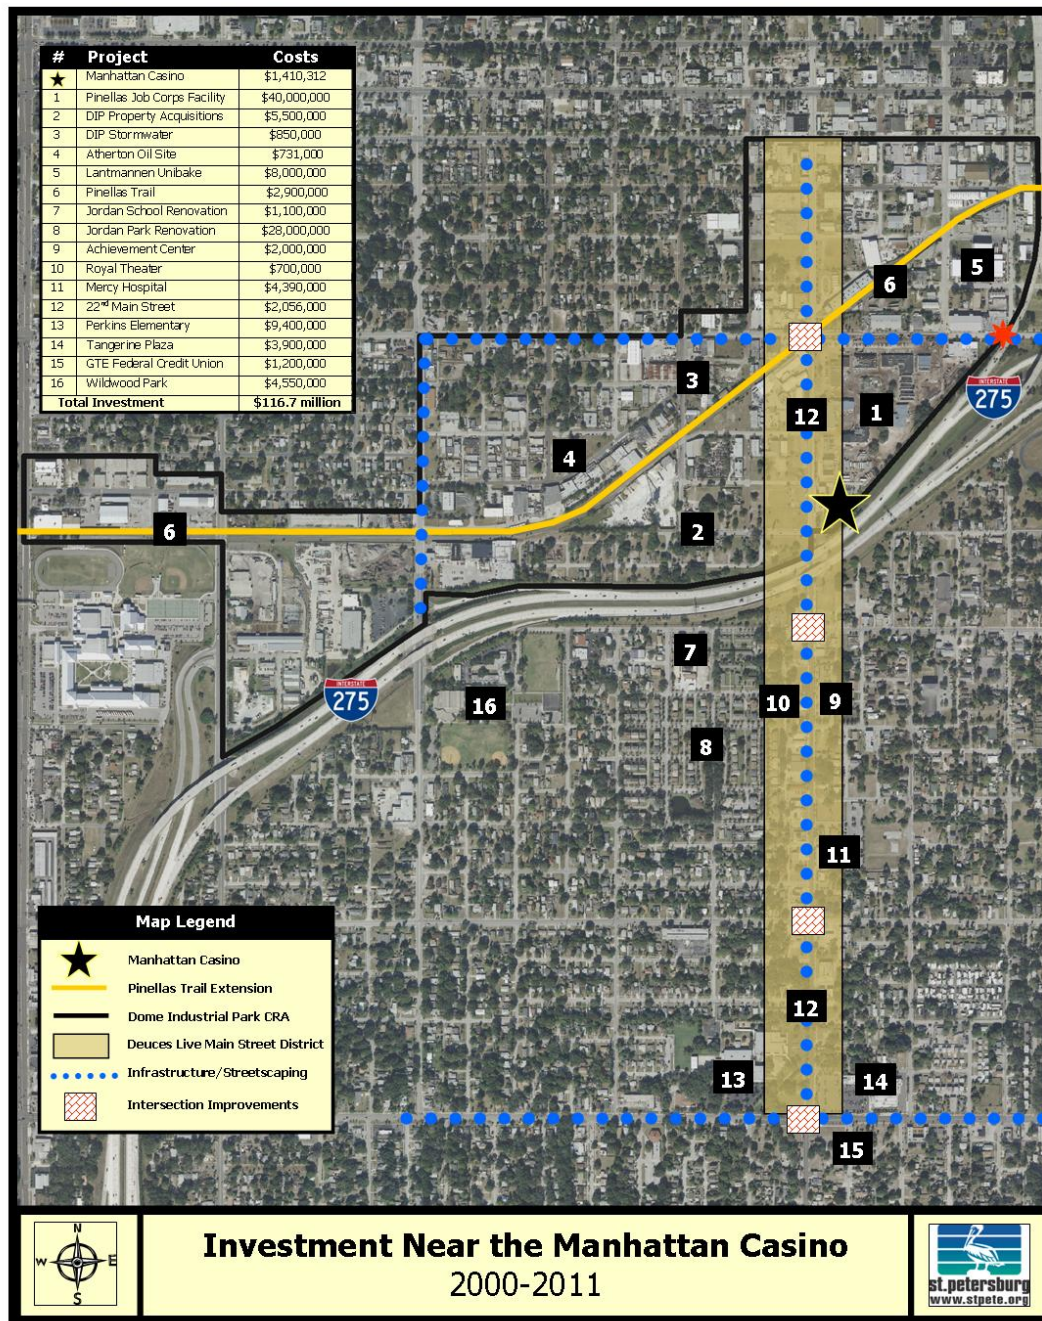 # Project Costs
★ Manhattan Casino $1,410,312
1 Pinellas Job Corps Facility $40,000,000
2 DIP Property Acquisitions $5,500,000
3 DIP Stormwater $850,000
4 Atherton Oil Site $731,000
5 Lantmannen Unibake $8,000,000
6 Pinellas Trail $2,900,000
7 Jordan School Renovation $1,100,000
8 Jordan Park Renovation $28,000,000
9 Achievement Center $2,000,000
10 Royal Theater $700,000
11 Mercy Hospital $4,390,000
12 22nd Main Street $2,056,000
13 Perkins Elementary $9,400,000
14 Tangerine Plaza $3,900,000
15 GTE Federal Credit Union $1,200,000
16 Wildwood Park $4,550,000
Total Investment $116.7 million
5
6
3
INTERSTATE
275
12
1
4
6
2
7
INTERSTATE
275
16
10
9
8
11
12
13
14
15
Map Legend
Manhattan Casino
Pinellas Trail Extension
Dome Industrial Park CRA
Deuces Live Main Street District
Infrastructure/Streetscaping
Intersection Improvements
N
W E
S
Investment Near the Manhattan Casino
2000-2011
st.petersburg
www.stpete.org